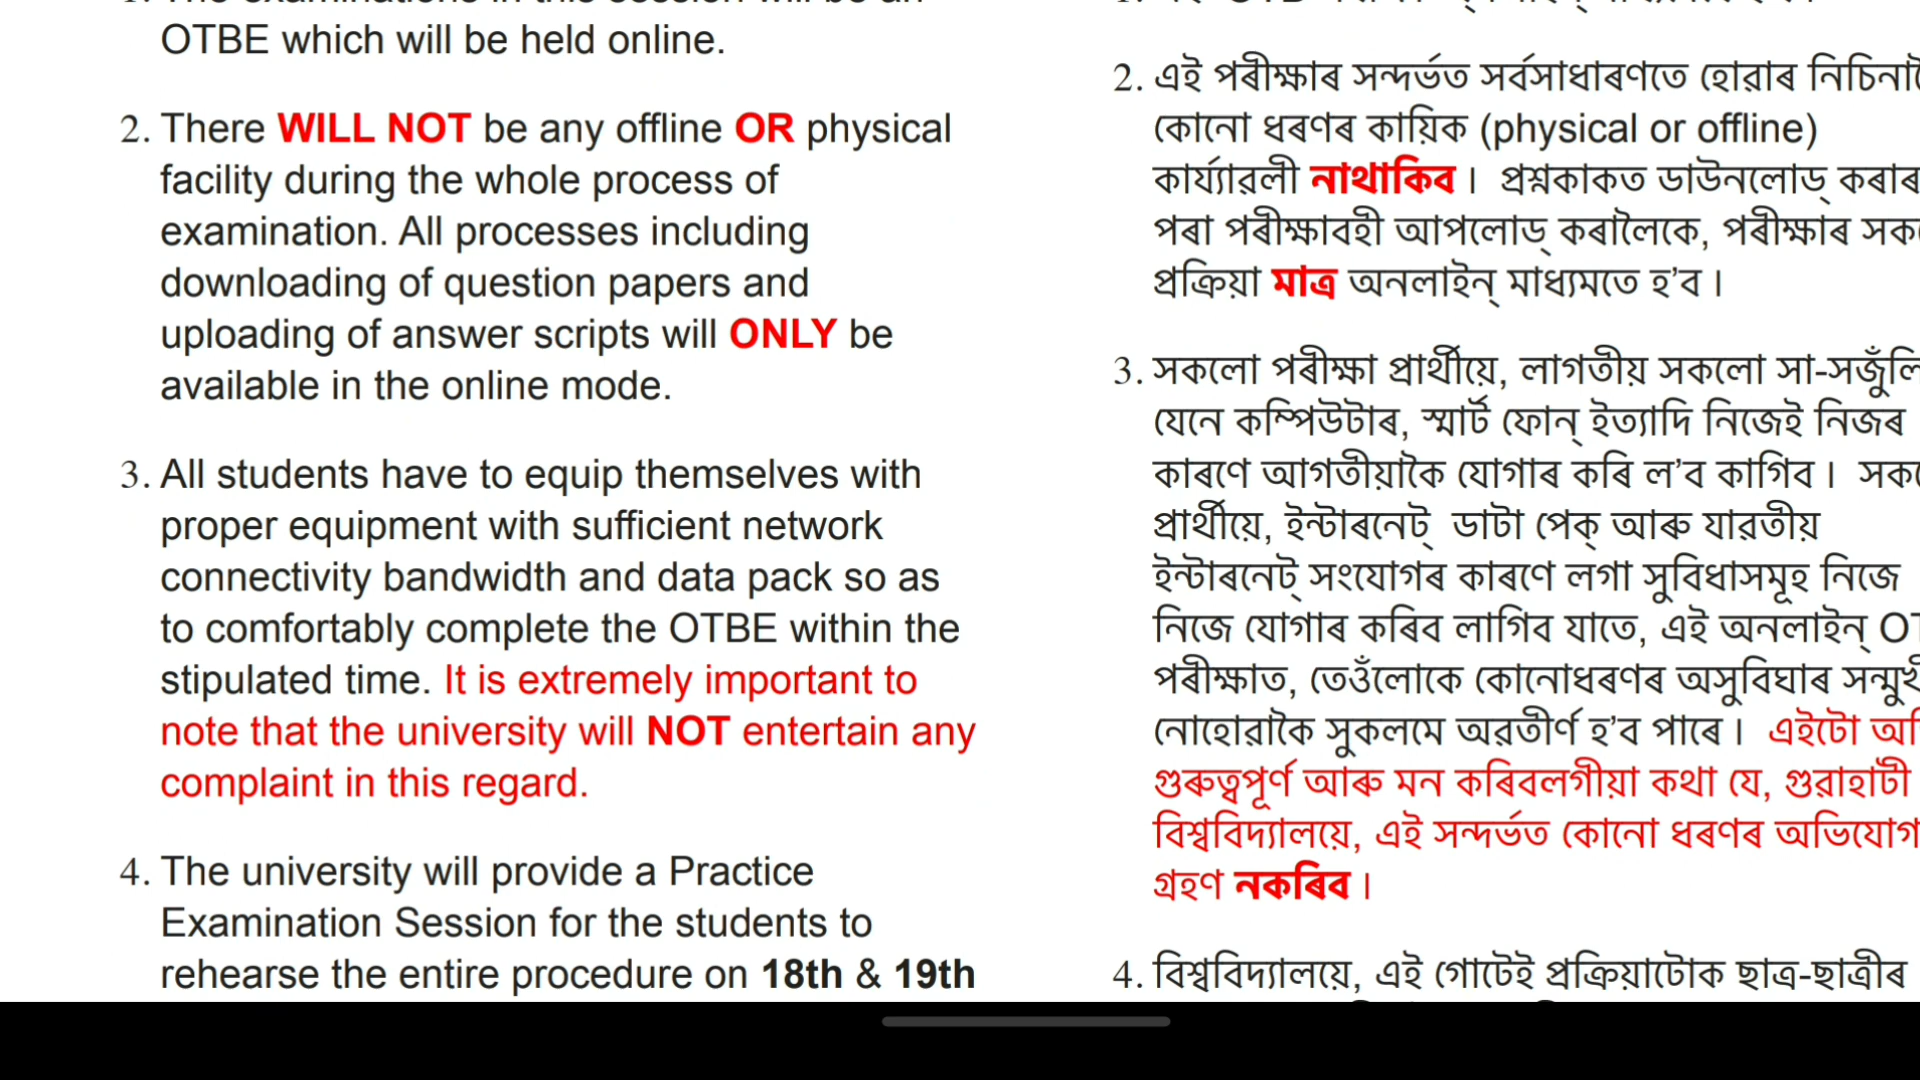 OTBE which will be held online.
2. There WILL NOT be any offline OR physical
facility during the whole process of
examination. All processes including
downloading of question papers and
uploading of answer scripts will ONLY be
available in the online mode.
3. All students have to equip themselves with
proper equipment with sufficient network
connectivity bandwidth and data pack so as
to comfortably complete the OTBE within the
stipulated time. It is extremely important to
note that the university will NOT entertain any
complaint in this regard.
4. The university will provide a Practice
Examination Session for the students to
rehearse the entire procedure on 18th & 19th
2. এই পৰীক্ষাৰ সন্দৰ্ভত সৰ্বসাধাৰণতে হোৱাৰ
কোনো ধৰণৰ কায়িক (physical or offline)
কাৰ্য্যাৱলী নাথাকিব। প্ৰশ্নকাকত ডাউনলোড্ কৰাৰ
পৰা পৰীক্ষাবহী আপলোড্ কৰালৈকে, পৰীক্ষাৰ
প্ৰক্ৰিয়া মাত্ৰ অনলাইন্ মাধ্যমতে হ’ব।
3. সকলো পৰীক্ষা প্ৰাৰ্থীয়ে, লাগতীয় সকলো
যেনে কম্পিউটাৰ, স্মাৰ্ট ফোন্ ইত্যাদি নিজেই নিজৰ
কাৰণে আগতীয়াকৈ যোগাৰ কৰি ল’ব কাগিব।
প্ৰাৰ্থীয়ে, ইন্টাৰনেট্ ডাটা পেক্ আৰু যাৱতীয়
ইন্টাৰনেট্ সংযোগৰ কাৰণে লগা সুবিধাসমূহ নিজে
নিজে যোগাৰ কৰিব লাগিব যাতে, এই অনলাইন্
পৰীক্ষাত, তেওঁলোকে কোনোধৰণৰ অসুবিঘাৰ
নোহোৱাকৈ সুকলমে অৱতীৰ্ণ হ’ব পাৰে। এইটো
গুৰুত্বপূৰ্ণ আৰু মন কৰিবলগীয়া কথা যে, গুৱাহাটী
বিশ্ববিদ্যালয়ে, এই সন্দৰ্ভত কোনো ধৰণৰ অভিযোগ
গ্ৰহণ নকৰিব।
4. বিশ্ববিদ্যালয়ে, এই গোটেই প্ৰক্ৰিয়াটোক ছাত্ৰ-ছাত্ৰীৰ